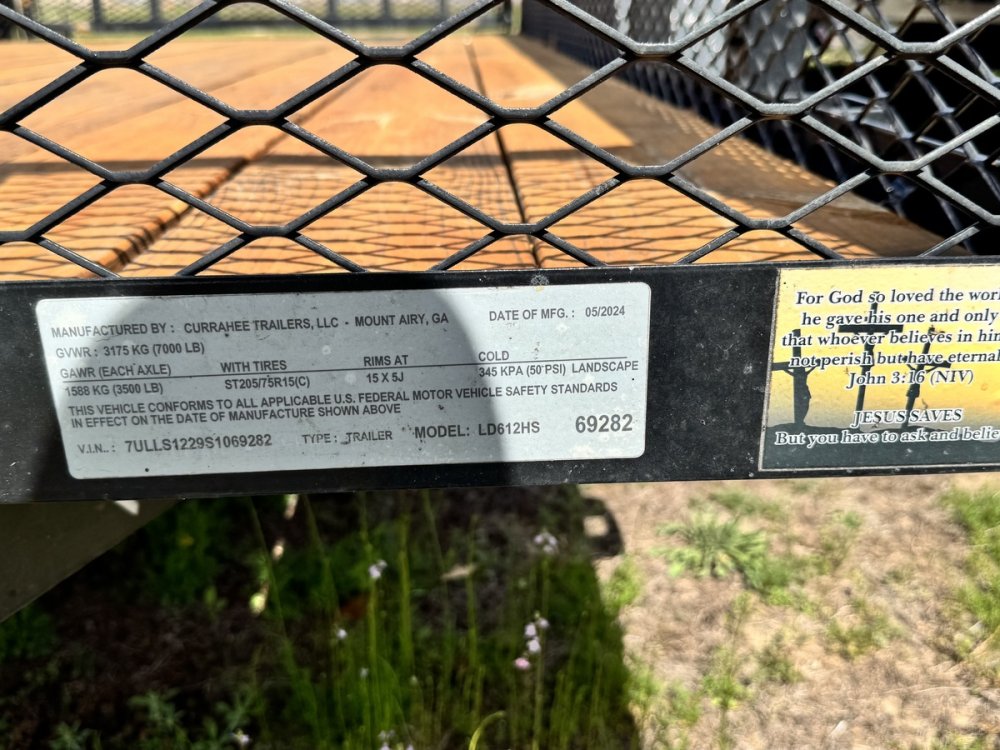 MANUFACTURED BY : CURRAHEE TRAILERS, LLC - MOUNT AIRY, GA DATE OF MFG. : 05/2024
GVWR : 3175 KG (7000 LB)
GAWR (EACH AXLE) WITH TIRES RIMS AT COLD
1588 KG (3500 LB) ST205/75R15(C) 15 X 5J 345 KPA (50 PSI) LANDSCAPE
THIS VEHICLE CONFORMS TO ALL APPLICABLE U.S. FEDERAL MOTOR VEHICLE SAFETY STANDARDS
IN EFFECT ON THE DATE OF MANUFACTURE SHOWN ABOVE
V.I.N.. : 7ULLS1229S1069282 TYPE : TRAILER MODEL: LD612HS 69282
For God so loved the worl
he gave his one and only
that whoever believes in him
not perish but have eternal
John 3:16 (NIV)
JESUS SAVES
But you have to ask and belie